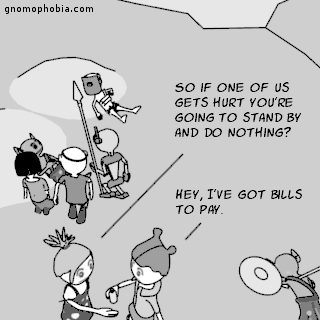 gnomophobia.com
SO IF ONE OF US
GETS HURT YOU'RE
GOING TO STAND BY
AND DO NOTHING?
HEY, I'VE GOT BILLS
TO PAY.